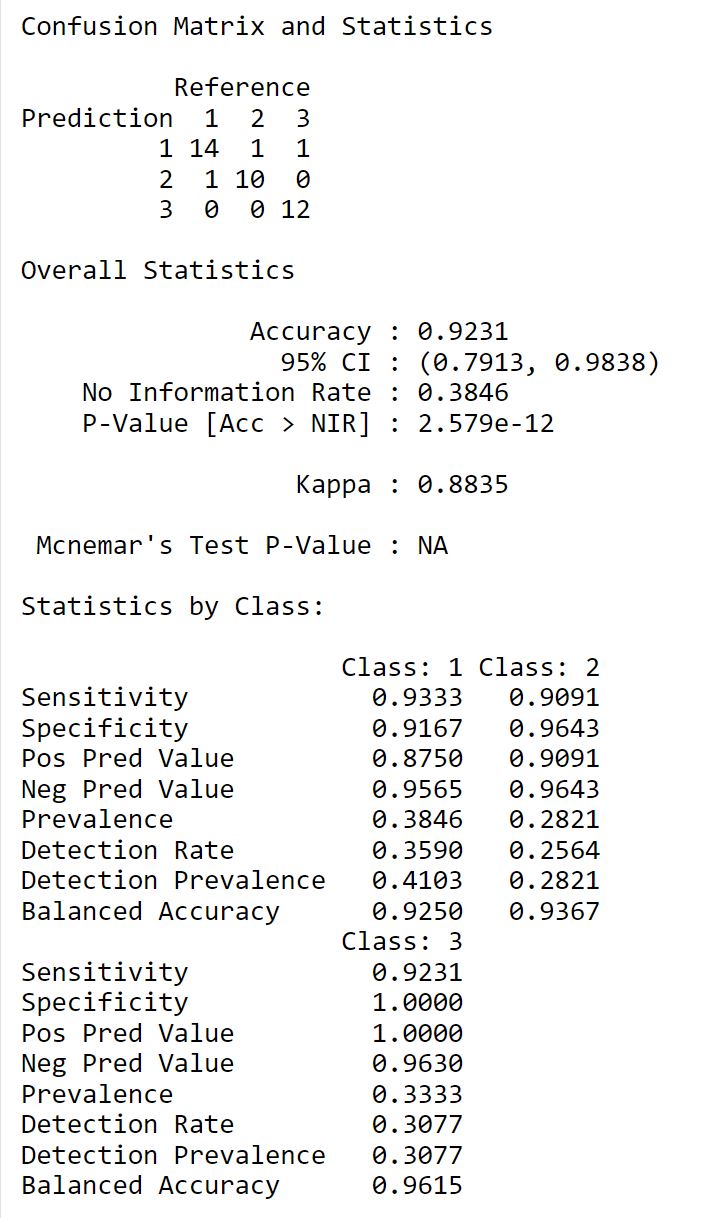 Confusion Matrix and Statistics
          Reference
Prediction  1  2  3
         1 14  1  1
         2  1 10  0
         3  0  0 12
Overall Statistics
               Accuracy : 0.9231
                 95% CI : (0.7913, 0.9838)
    No Information Rate : 0.3846
    P-Value [Acc > NIR] : 2.579e-12
                  Kappa : 0.8835
 Mcnemar's Test P-Value : NA
Statistics by Class:
                     Class: 1 Class: 2
Sensitivity            0.9333   0.9091
Specificity            0.9167   0.9643
Pos Pred Value         0.8750   0.9091
Neg Pred Value         0.9565   0.9643
Prevalence             0.3846   0.2821
Detection Rate         0.3590   0.2564
Detection Prevalence   0.4103   0.2821
Balanced Accuracy      0.9250   0.9367
                     Class: 3
Sensitivity            0.9231
Specificity            1.0000
Pos Pred Value         1.0000
Neg Pred Value         0.9630
Prevalence             0.3333
Detection Rate         0.3077
Detection Prevalence   0.3077
Balanced Accuracy      0.9615